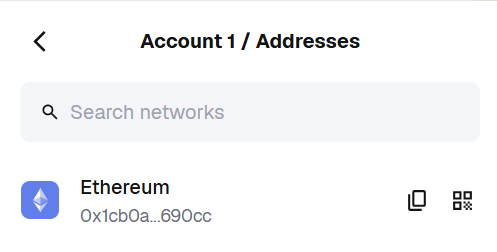 Account 1 / Addresses
Search networks
Ethereum
0x1cb0a...690cc